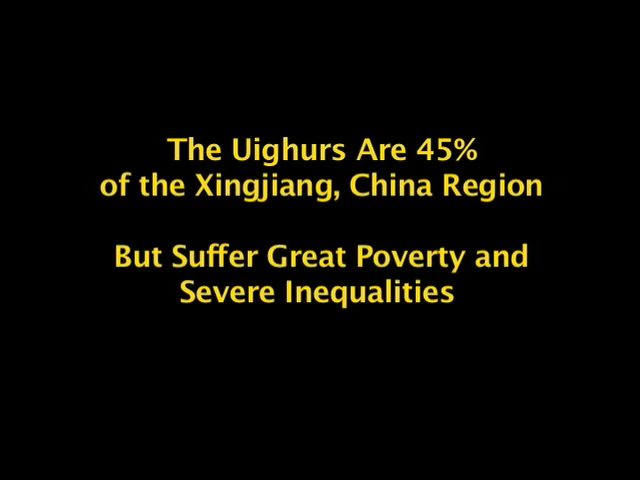 The Uighurs Are 45%
of the Xingjiang, China Region
But Suffer Great Poverty and
Severe Inequalities